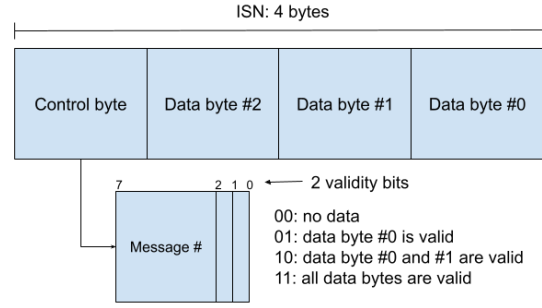 ISN: 4 bytes
Control byte
Data byte #2
Data byte #1
Data byte #0
7
2
1
0
2 validity bits
Message #
00: no data
01: data byte #0 is valid
10: data byte #0 and #1 are valid
11: all data bytes are valid